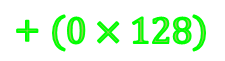 + (0 × 128)